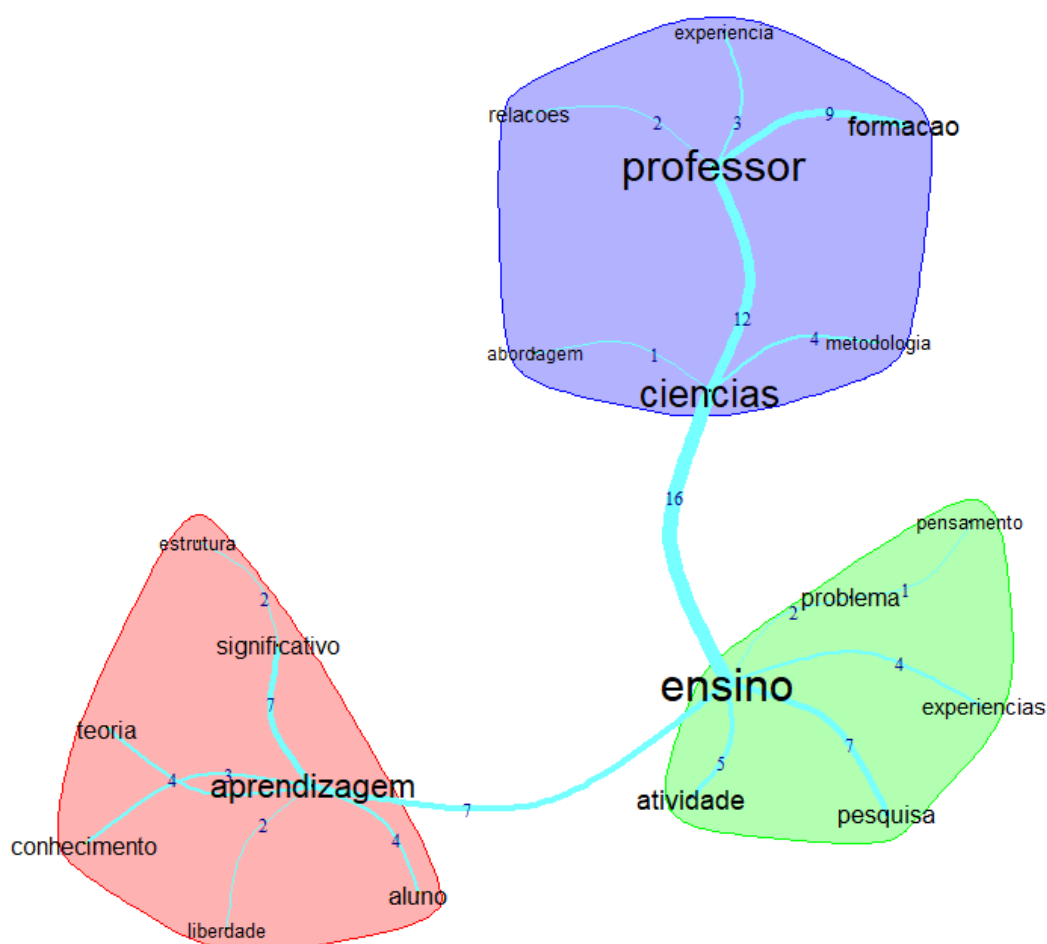 experiencia
relacoes
2
3
9
formacao
professor
12
abordagem
1
4
metodologia
ciencias
16
pensamento
estrutura
1
problema
2
2
significativo
4
ensino
experiencias
7
teoria
7
5
4
3
aprendizagem
atividade
7
pesquisa
2
4
conhecimento
aluno
liberdade